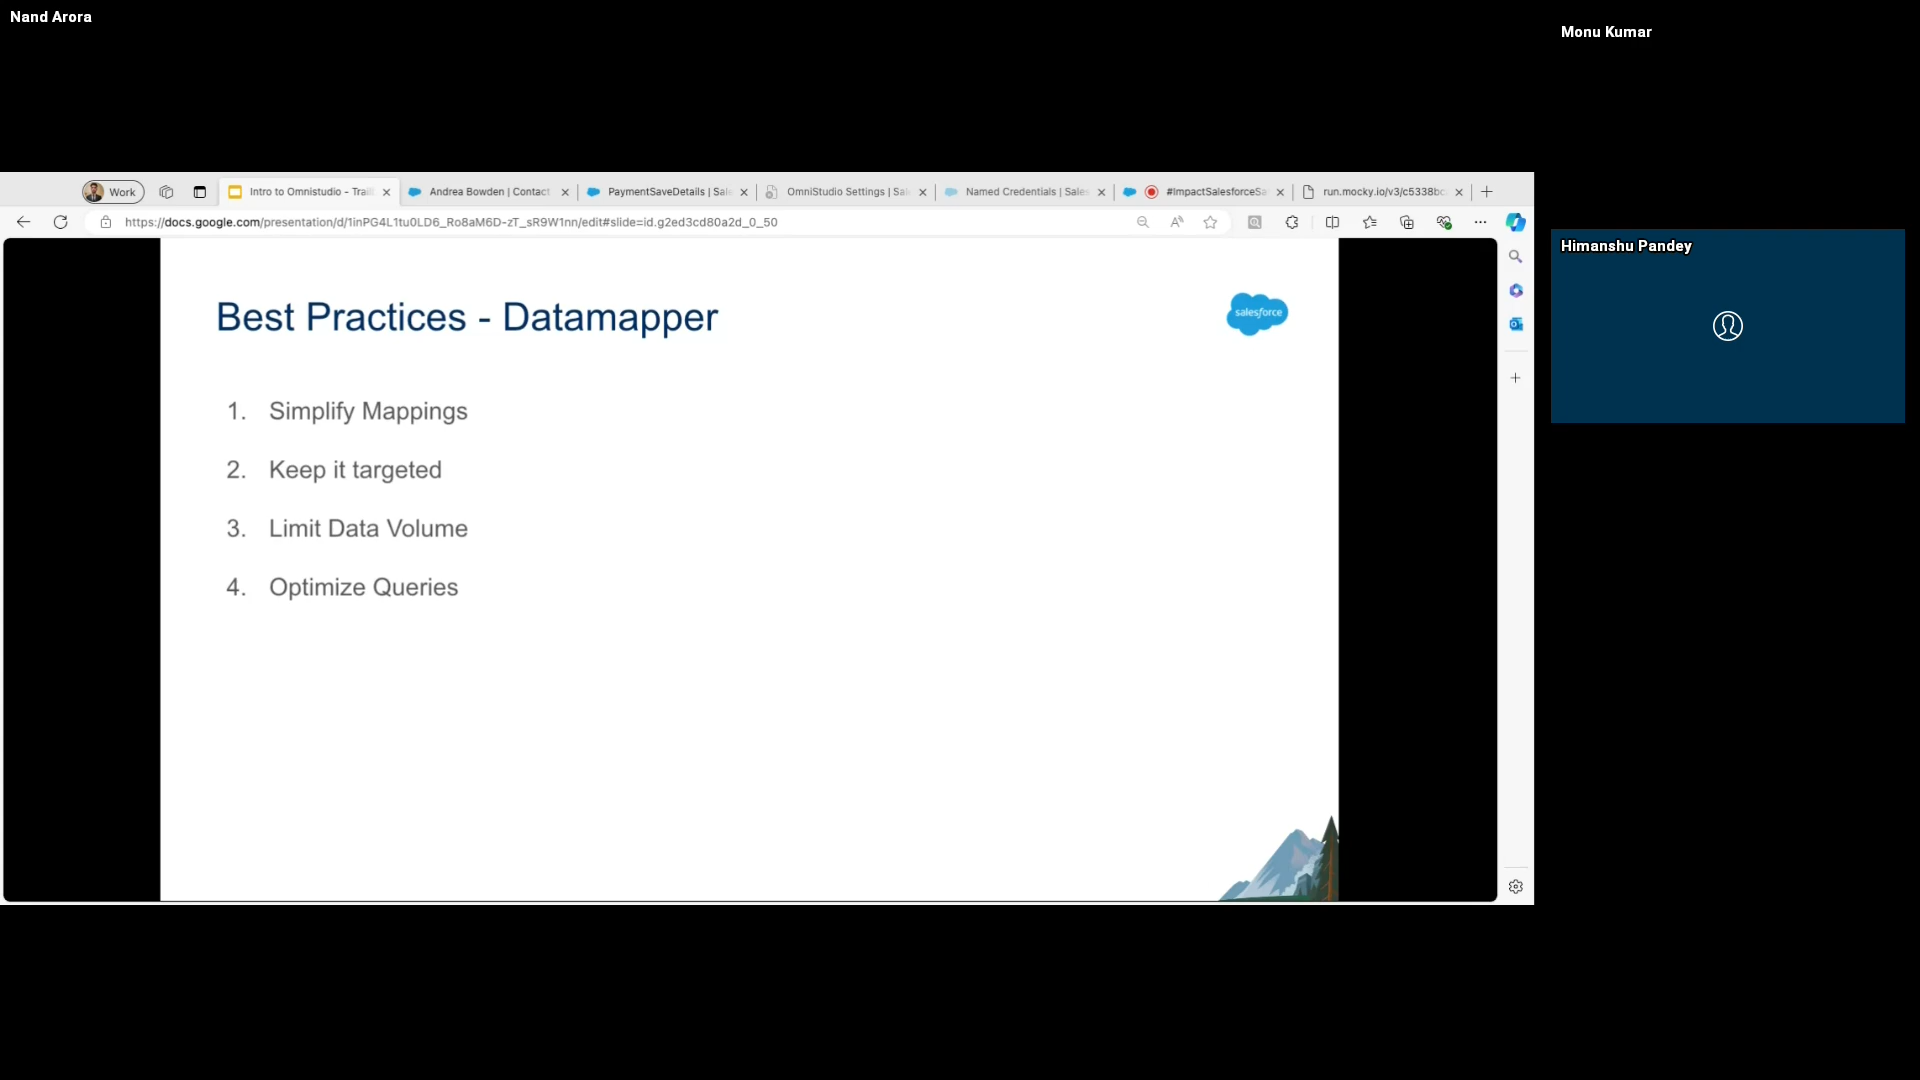 Nand Arora
Monu Kumar
Work
Intro to Omnistudio - Trail
Andrea Bowden | Contact
PaymentSaveDetails | Sale
OmniStudio Settings | Sal
Named Credentials | Sales
#ImpactSalesforceSa
run.mocky.io/v3/c5338bc
https://docs.google.com/presentation/d/1inPG4L1tu0LD6_Ro8aM6D-zT_sR9W1nn/edit#slide=id.g2ed3cd80a2d_0_50
Himanshu Pandey
Best Practices - Datamapper
salesforce
1. Simplify Mappings
2. Keep it targeted
3. Limit Data Volume
4. Optimize Queries